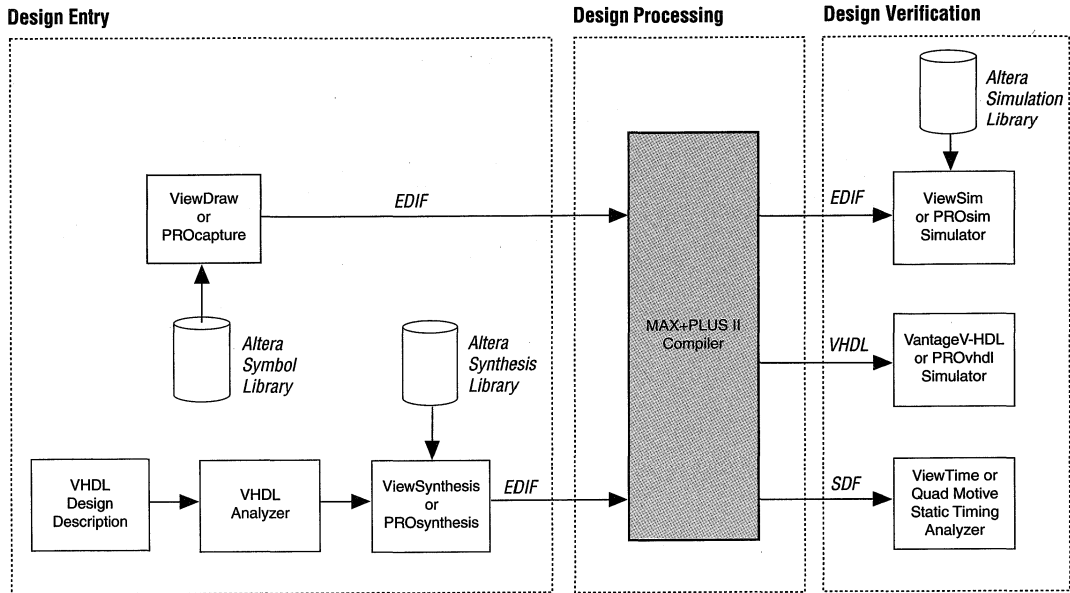 Design Entry
Design Processing
Design Verification
Altera
Simulation
Library
ViewDraw
or
PROcapture
EDIF
EDIF
ViewSim
or PROsim
Simulator
Altera
Symbol
Library
Altera
Synthesis
Library
MAX+PLUS II
Compiler
VHDL
VantageV-HDL
or PROvhdl
Simulator
VHDL
Design
Description
VHDL
Analyzer
ViewSynthesis
or
PROsynthesis
EDIF
SDF
ViewTime or
Quad Motive
Static Timing
Analyzer